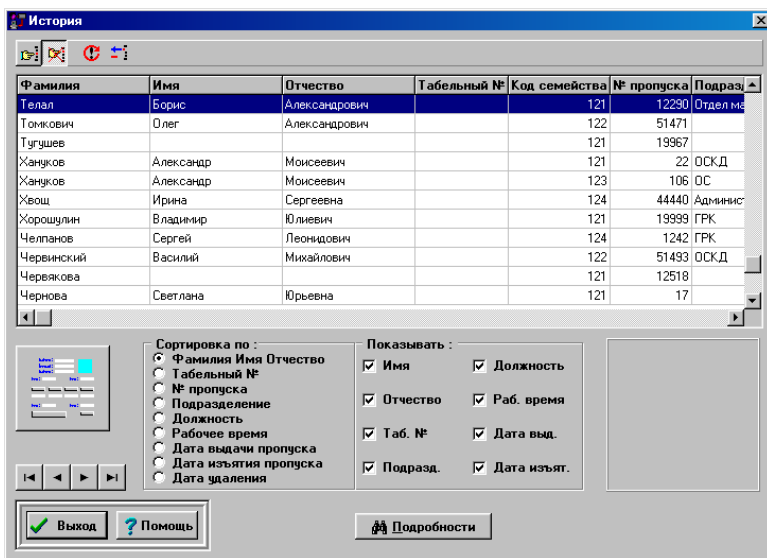 История
Фамилия Имя Отчество Табельный № Код семейства № пропуска Подразд
Телал Борис Александрович 121 12290 Отдел ма
Томкович Олег Александрович 122 51471
Тугушев 121 19967
Хануков Александр Моисеевич 121 22 ОСКД
Хануков Александр Моисеевич 123 106 ОС
Хвощ Ирина Сергеевна 124 44440 Админис
Хорошулин Владимир Юлиевич 121 19999 ГРК
Челпанов Сергей Леонидович 124 1242 ГРК
Червинский Василий Михайлович 122 51493 ОСКД
Червякова 121 12518
Чернова Светлана Юрьевна 121 17
Сортировка по :
Фамилия Имя Отчество
Табельный №
№ пропуска
Подразделение
Должность
Рабочее время
Дата выдачи пропуска
Дата изъятия пропуска
Дата удаления
Показывать :
Имя Должность
Отчество Раб. время
Таб. № Дата выд.
Подразд. Дата изъят.
Выход Помощь Подробности